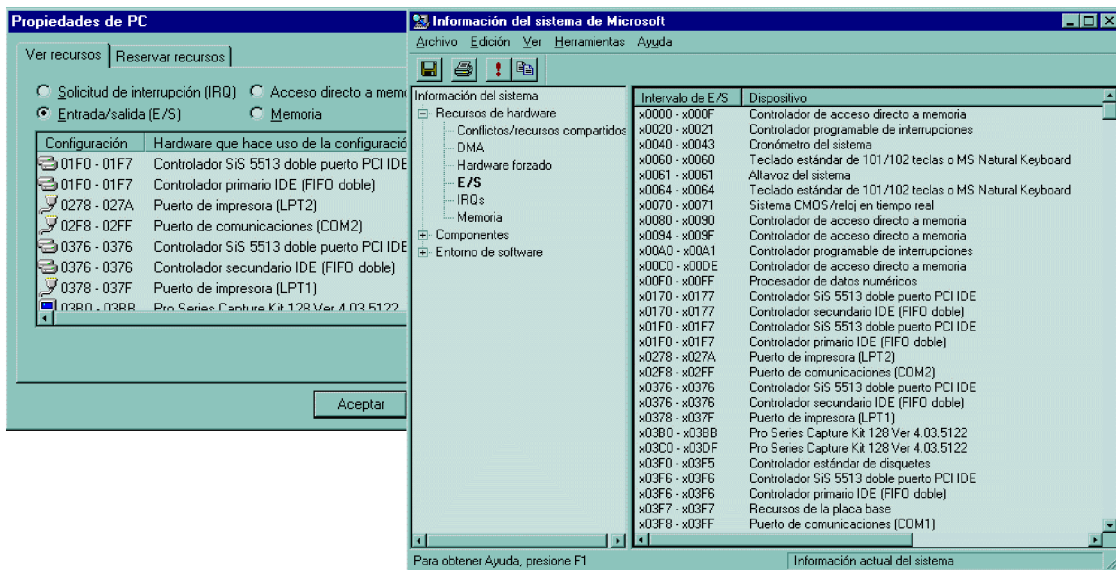 Propiedades de PC
Ver recursos Reservar recursos
Solicitud de interrupción (IRQ) Acceso directo a memo
Entrada/salida (E/S) Memoria
Configuración Hardware que hace uso de la configuració
01F0 - 01F7 Controlador SiS 5513 doble puerto PCI IDE
01F0 - 01F7 Controlador primario IDE (FIFO doble)
0278 - 027A Puerto de impresora (LPT2)
02F8 - 02FF Puerto de comunicaciones (COM2)
0376 - 0376 Controlador SiS 5513 doble puerto PCI IDE
0376 - 0376 Controlador secundario IDE (FIFO doble)
0378 - 037F Puerto de impresora (LPT1)
03B0 - 03BB Pro Series Capture Kit 128 Ver 4.03.5122
Aceptar
Información del sistema de Microsoft
Archivo Edición Ver Herramientas Ayuda
Información del sistema
Recursos de hardware
Conflictos/recursos compartidos
DMA
Hardware forzado
E/S
IRQs
Memoria
Componentes
Entorno de software
Intervalo de E/S Dispositivo
x0000 - x000F Controlador de acceso directo a memoria
x0020 - x0021 Controlador programable de interrupciones
x0040 - x0043 Cronómetro del sistema
x0060 - x0060 Teclado estándar de 101/102 teclas o MS Natural Keyboard
x0061 - x0061 Altavoz del sistema
x0064 - x0064 Teclado estándar de 101/102 teclas o MS Natural Keyboard
x0070 - x0071 Sistema CMOS/reloj en tiempo real
x0080 - x0090 Controlador de acceso directo a memoria
x0094 - x009F Controlador de acceso directo a memoria
x00A0 - x00A1 Controlador programable de interrupciones
x00C0 - x00DE Controlador de acceso directo a memoria
x00F0 - x00FF Procesador de datos numéricos
x0170 - x0177 Controlador SiS 5513 doble puerto PCI IDE
x0170 - x0177 Controlador secundario IDE (FIFO doble)
x01F0 - x01F7 Controlador SiS 5513 doble puerto PCI IDE
x01F0 - x01F7 Controlador primario IDE (FIFO doble)
x0278 - x027A Puerto de impresora (LPT2)
x02F8 - x02FF Puerto de comunicaciones (COM2)
x0376 - x0376 Controlador SiS 5513 doble puerto PCI IDE
x0376 - x0376 Controlador secundario IDE (FIFO doble)
x0378 - x037F Puerto de impresora (LPT1)
x03B0 - x03BB Pro Series Capture Kit 128 Ver 4.03.5122
x03C0 - x03DF Pro Series Capture Kit 128 Ver 4.03.5122
x03F0 - x03F5 Controlador estándar de disquetes
x03F6 - x03F6 Controlador SiS 5513 doble puerto PCI IDE
x03F6 - x03F6 Controlador primario IDE (FIFO doble)
x03F7 - x03F7 Recursos de la placa base
x03F8 - x03FF Puerto de comunicaciones (COM1)
Para obtener Ayuda, presione F1 Información actual del sistema